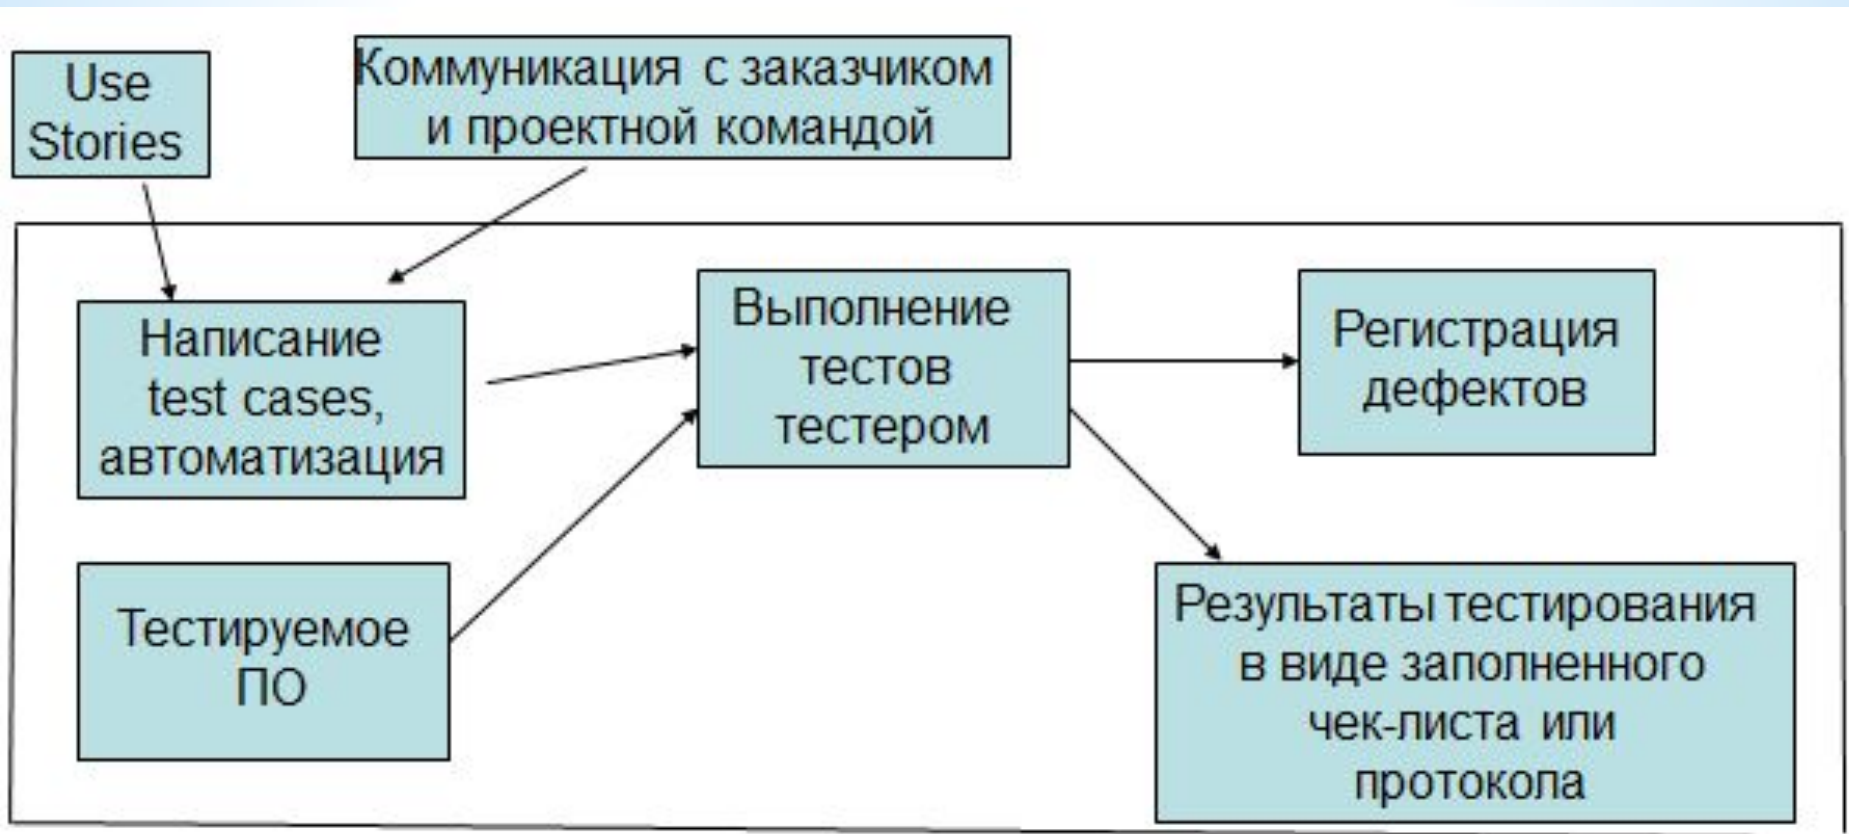 Use
Stories
Коммуникация с заказчиком
и проектной командой
Написание
test cases,
автоматизация
Выполнение
тестов
тестером
Регистрация
дефектов
Тестируемое
ПО
Результаты тестирования
в виде заполненного
чек-листа или
протокола